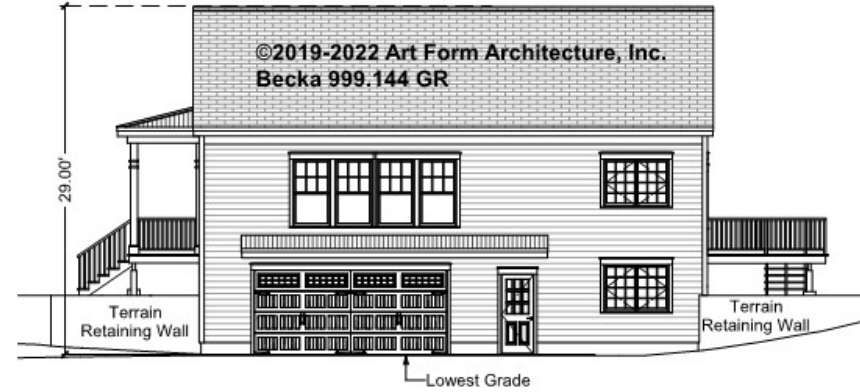 ©2019-2022 Art Form Architecture, Inc.
Becka 999.144 GR
29.00'
Terrain
Retaining Wall
Terrain
Retaining Wall
Lowest Grade